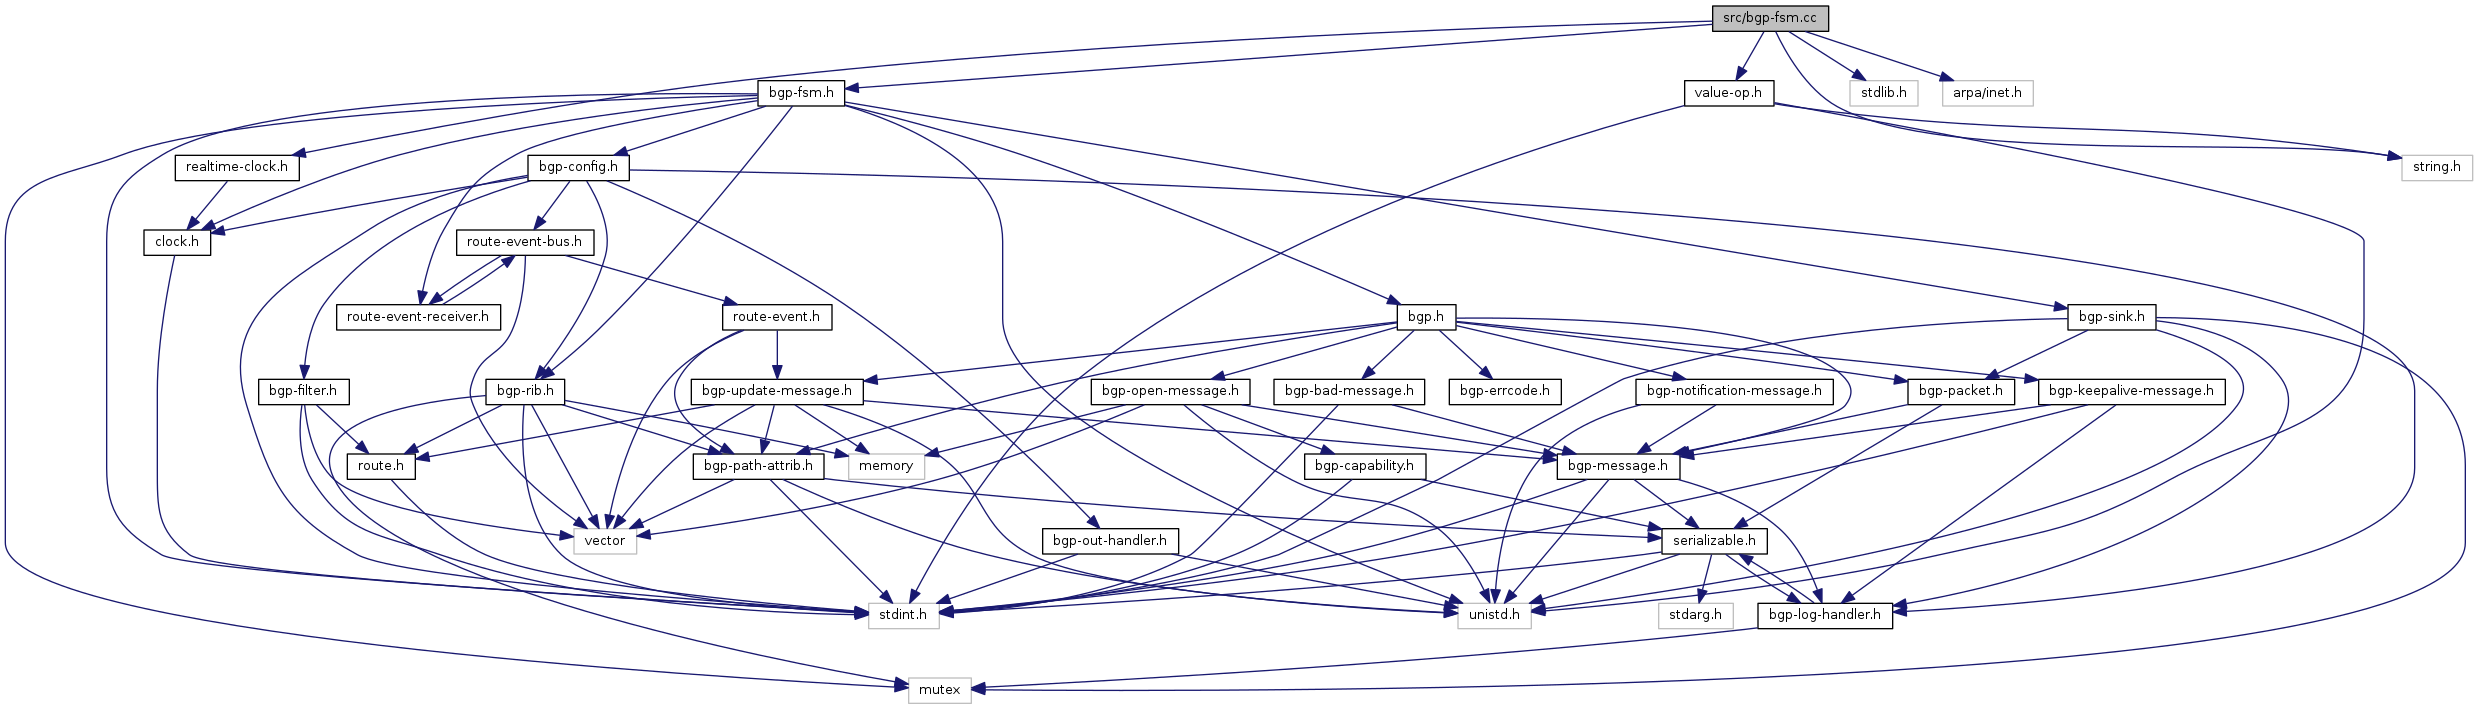 src/bgp-fsm.cc
bgp-fsm.h
value-op.h
stdlib.h
arpa/inet.h
realtime-clock.h
bgp-config.h
string.h
clock.h
route-event-bus.h
route-event-receiver.h
route-event.h
bgp.h
bgp-sink.h
bgp-filter.h
bgp-rib.h
bgp-update-message.h
bgp-open-message.h
bgp-bad-message.h
bgp-errcode.h
bgp-notification-message.h
bgp-packet.h
bgp-keepalive-message.h
route.h
bgp-path-attrib.h
memory
bgp-capability.h
bgp-message.h
vector
bgp-out-handler.h
serializable.h
stdint.h
unistd.h
stdarg.h
bgp-log-handler.h
mutex